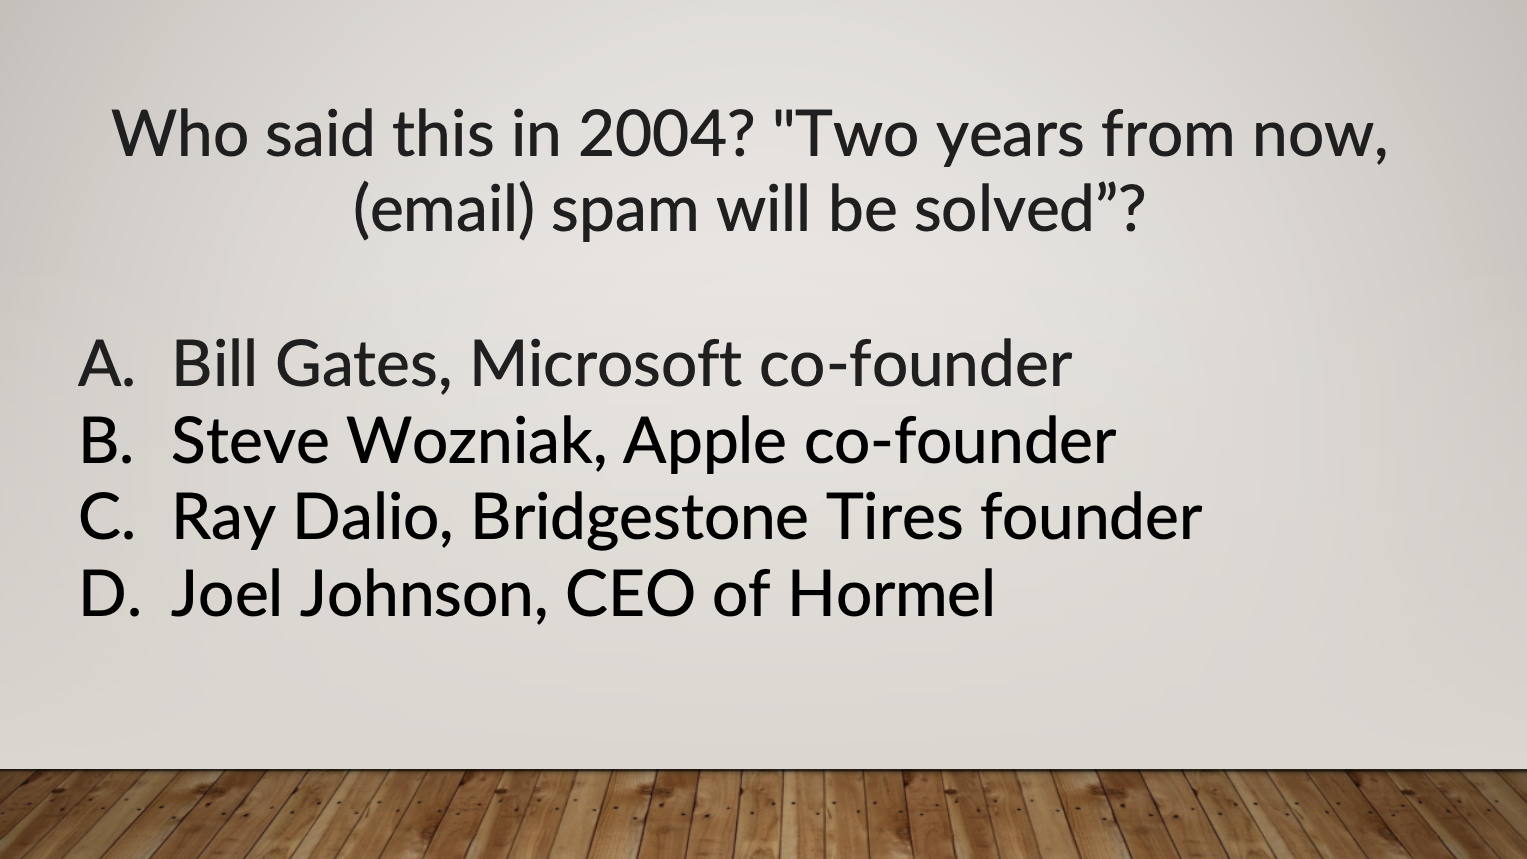 Who said this in 2004? "Two years from now,
(email) spam will be solved”?
A. Bill Gates, Microsoft co-founder
B. Steve Wozniak, Apple co-founder
C. Ray Dalio, Bridgestone Tires founder
D. Joel Johnson, CEO of Hormel